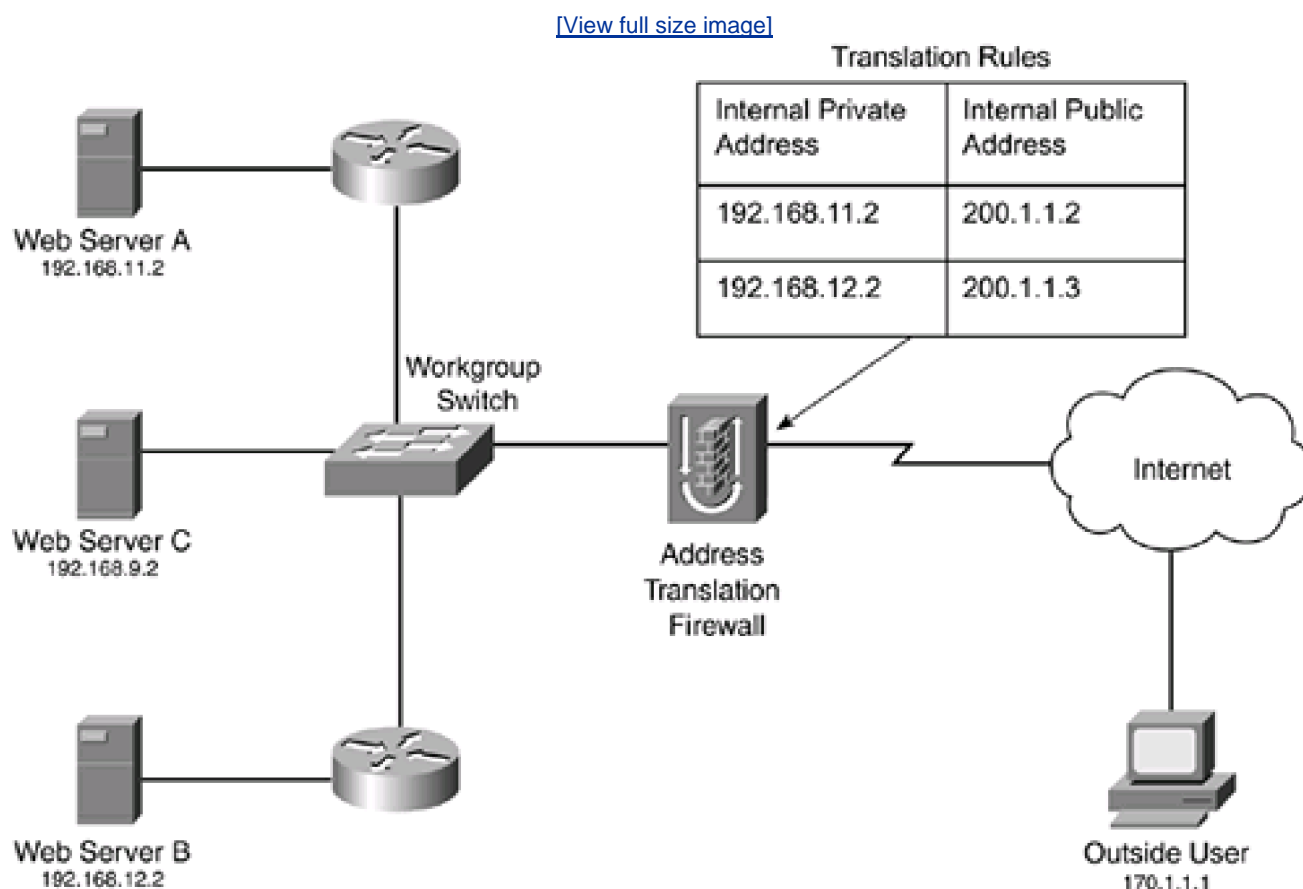 [View full size image]
Translation Rules
Internal Private
Address
Internal Public
Address
192.168.11.2
200.1.1.2
192.168.12.2
200.1.1.3
Web Server A
192.168.11.2
Workgroup
Switch
Internet
Web Server C
192.168.9.2
Address
Translation
Firewall
Web Server B
192.168.12.2
Outside User
170.1.1.1